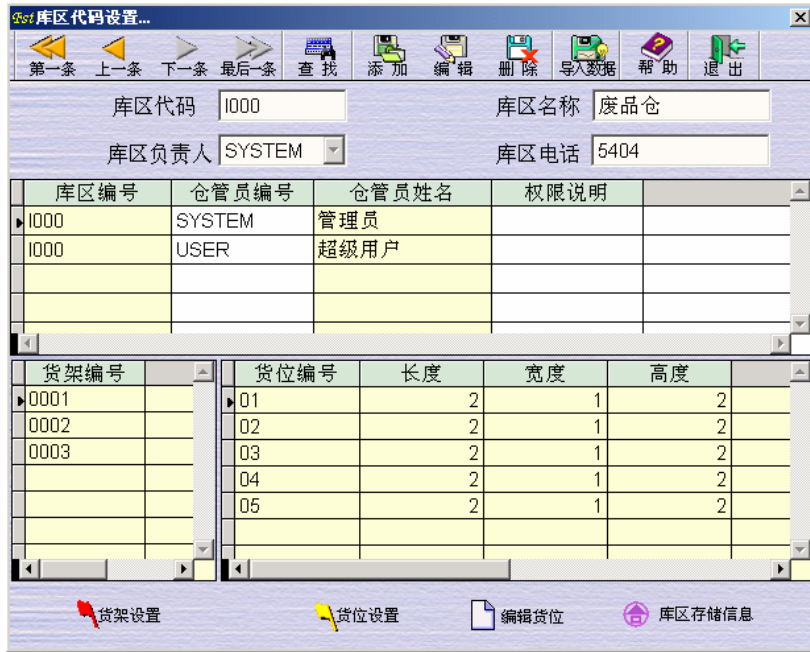 Fst库区代码设置...
第一条 上一条 下一条 最后一条 查找 添加 编辑 删除 导入数据 帮助 退出
库区代码 I000 库区名称 废品仓
库区负责人 SYSTEM 库区电话 5404
库区编号 仓管员编号 仓管员姓名 权限说明
I000 SYSTEM 管理员
I000 USER 超级用户
货架编号 货位编号 长度 宽度 高度
0001 01 2 1 2
0002 02 2 1 2
0003 03 2 1 2
04 2 1 2
05 2 1 2
货架设置 货位设置 编辑货位 库区存储信息